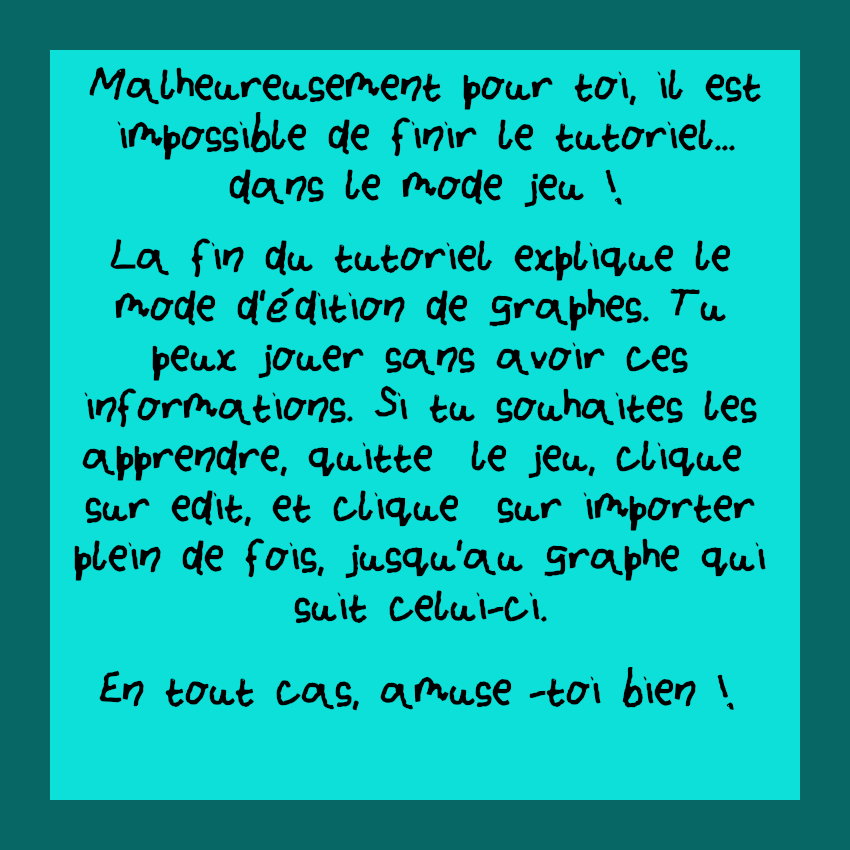 Malheureusement pour toi, il est
impossible de finir le tutoriel...
dans le mode jeu !
La fin du tutoriel explique le
mode d'édition de graphes. Tu
peux jouer sans avoir ces
informations. Si tu souhaites les
apprendre, quitte le jeu, clique
sur edit, et clique sur importer
plein de fois, jusqu'au graphe qui
suit celui-ci.
En tout cas, amuse -toi bien !